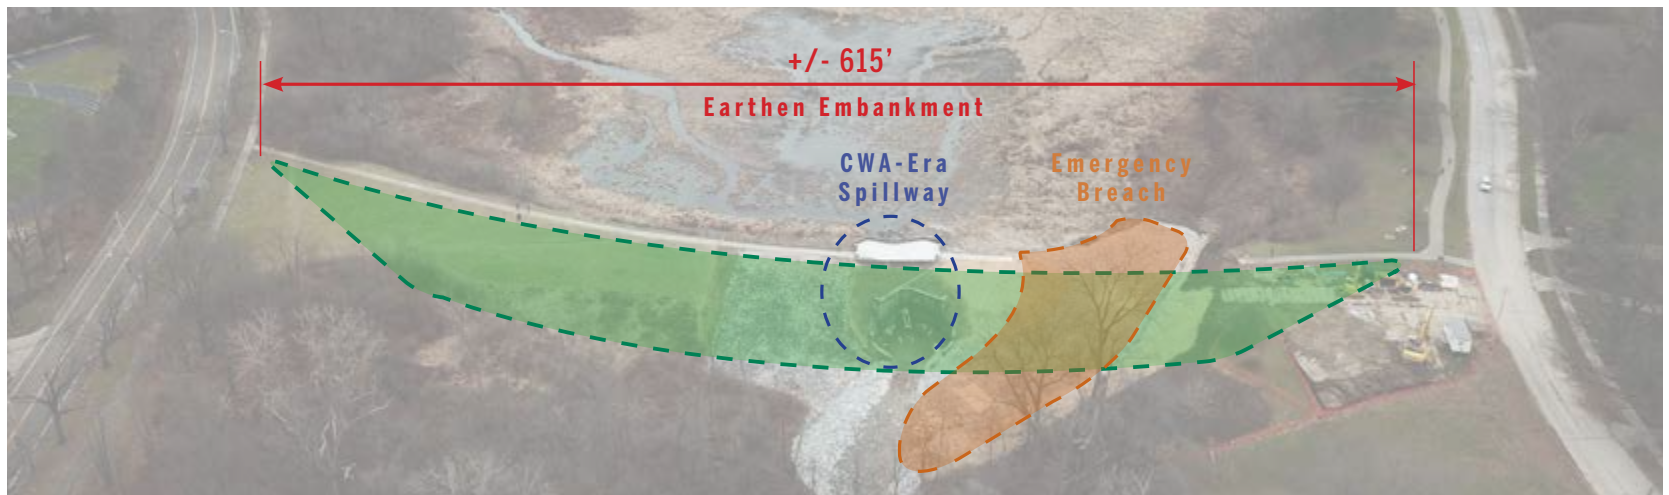 +/- 615’
Earthen Embankment
CWA-Era
Spillway
Emergency
Breach